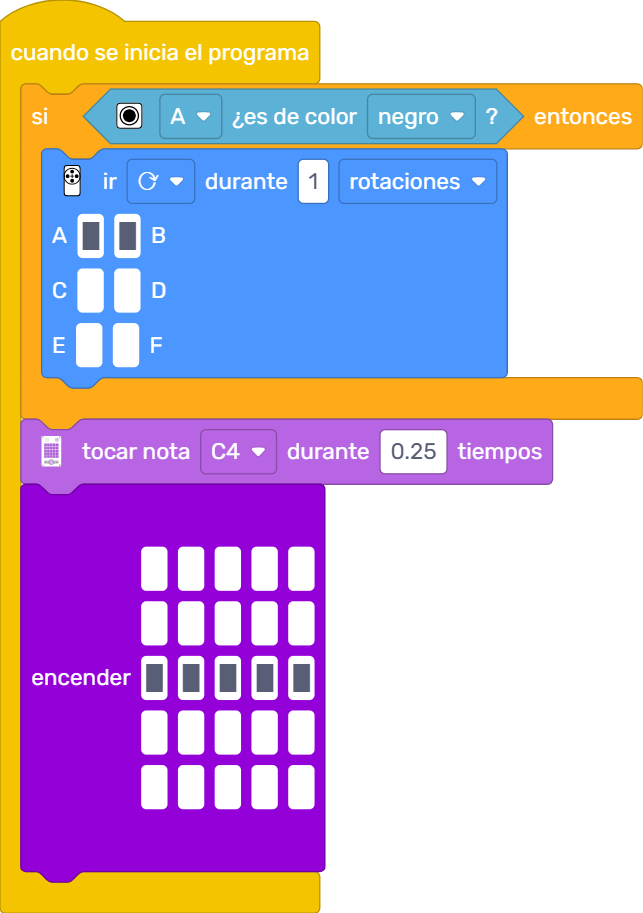 cuando se inicia el programa
si A ¿es de color negro ? entonces
ir durante 1 rotaciones
A B
C D
E F
tocar nota C4 durante 0.25 tiempos
encender